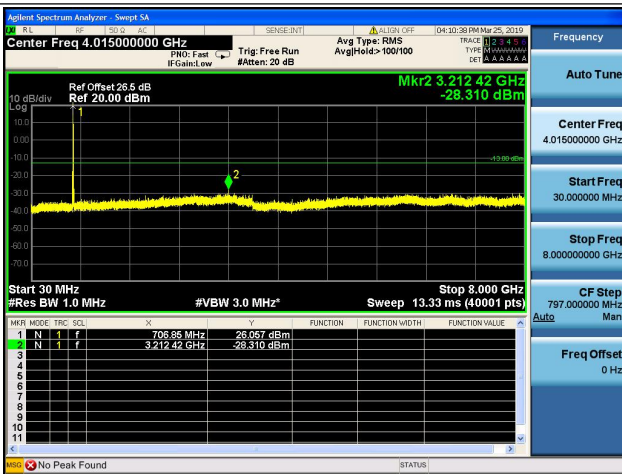 Agilent Spectrum Analyzer - Swept SA
RL RF 50 Ω AC SENSE:INT ALIGN OFF 04:10:38 PM Mar 25, 2019
Center Freq 4.015000000 GHz
PNO: Fast
IFGain:Low
Trig: Free Run
#Atten: 20 dB
Avg Type: RMS
Avg|Hold:>100/100
TRACE 1 2 3 4 5 6
TYPE M
DET A A A A A A
Ref Offset 26.5 dB
Ref 20.00 dBm
Mkr2 3.212 42 GHz
-28.310 dBm
10 dB/div
Log
1
10.0
0.00
-10.0
-13.00 dBm
-20.0
2
-30.0
-40.0
-50.0
-60.0
-70.0
Start 30 MHz
Stop 8.000 GHz
#Res BW 1.0 MHz
#VBW 3.0 MHz*
Sweep 13.33 ms (40001 pts)
MKR MODE TRC SCL X Y FUNCTION FUNCTION WIDTH FUNCTION VALUE
1 N 1 f 706.85 MHz 26.057 dBm
2 N 1 f 3.212 42 GHz -28.310 dBm
3
4
5
6
7
8
9
10
11
MSG No Peak Found
STATUS
Frequency
Auto Tune
Center Freq
4.015000000 GHz
Start Freq
30.000000 MHz
Stop Freq
8.000000000 GHz
CF Step
797.000000 MHz
Auto Man
Freq Offset
0 Hz